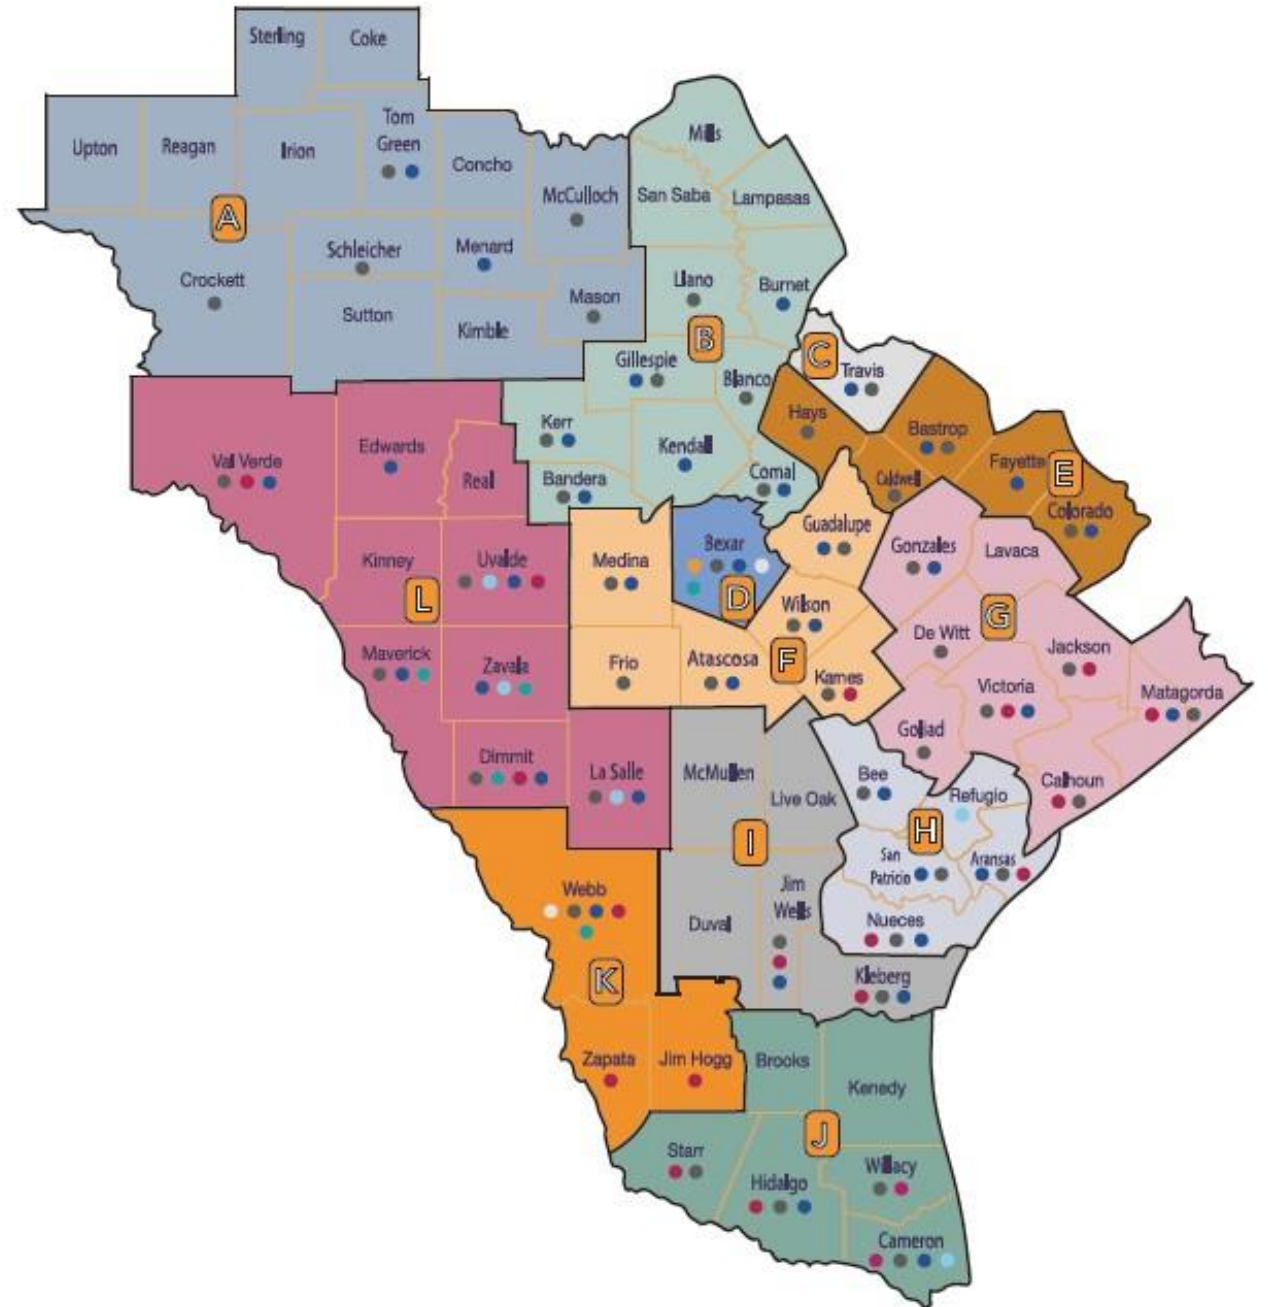 Sterling
Coke
Upton
Reagan
Irion
Tom
Green
Concho
McCulloch
A
Crockett
Schleicher
Menard
Sutton
Kimble
Mason
Mills
San Saba
Lampasas
Llano
Burnet
B
Gillespie
Blanco
Kerr
Kendall
Bandera
Comal
C
Travis
Hays
Bastrop
Caldwell
Fayette
E
Colorado
Val Verde
Edwards
Real
Kinney
Uvalde
L
Maverick
Zavala
Dimmit
La Salle
Medina
Bexar
D
Guadalupe
Wilson
Frio
Atascosa
F
Karnes
Gonzales
Lavaca
De Witt
G
Jackson
Victoria
Matagorda
Goliad
Calhoun
McMullen
Live Oak
I
Duval
Jim
Wells
Kleberg
Bee
Refugio
H
San
Patricio
Aransas
Nueces
Webb
K
Zapata
Jim Hogg
Brooks
Kenedy
J
Starr
Hidalgo
Willacy
Cameron